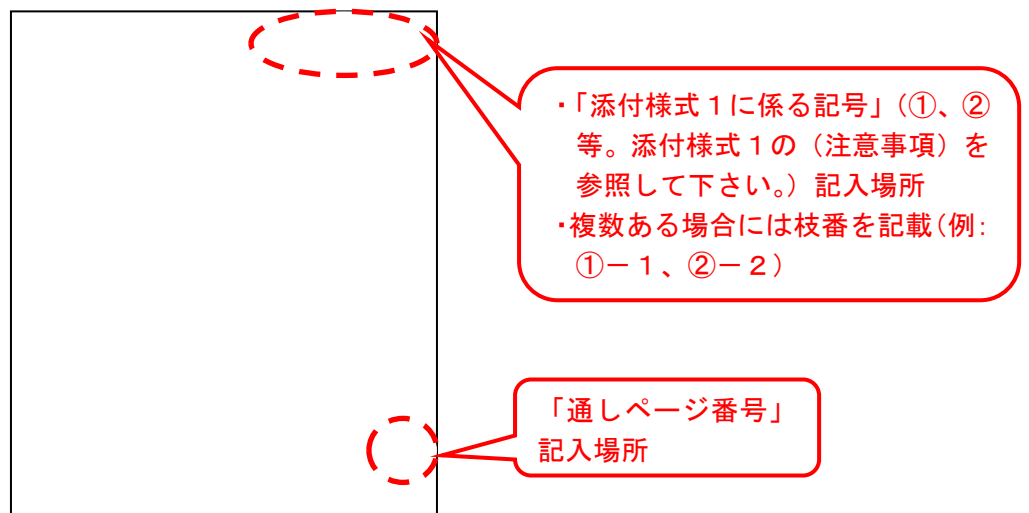 ・「添付様式１に係る記号」（①、②
等。添付様式１の（注意事項）を
参照して下さい。）記入場所
・複数ある場合には枝番を記載（例：
①－１、②－２）
「通しページ番号」
記入場所